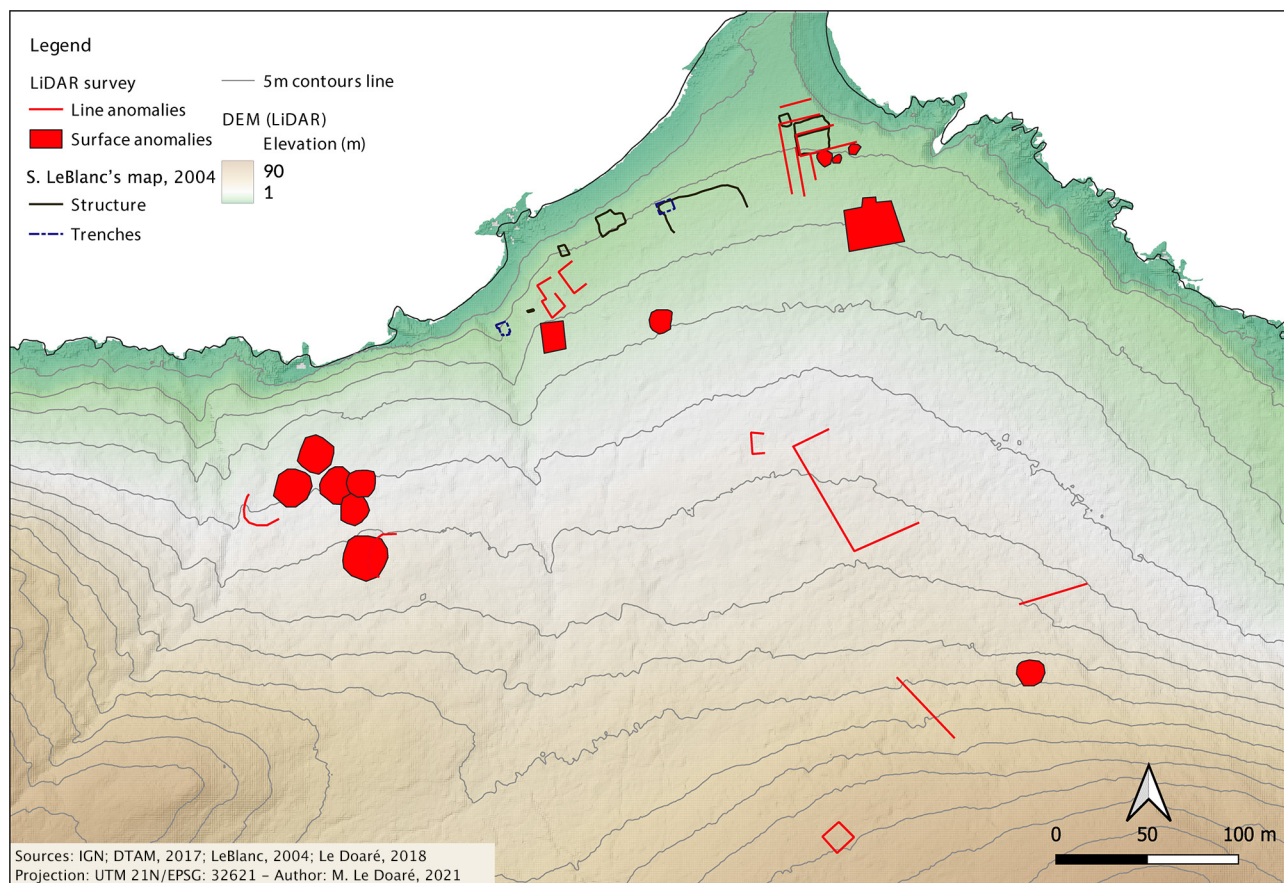 Legend
LiDAR survey
Line anomalies
Surface anomalies
S. LeBlanc's map, 2004
Structure
Trenches
5m contours line
DEM (LiDAR)
Elevation (m)
90
1
0 50 100 m
Sources: IGN; DTAM, 2017; LeBlanc, 2004; Le Doaré, 2018
Projection: UTM 21N/EPSG: 32621 – Author: M. Le Doaré, 2021